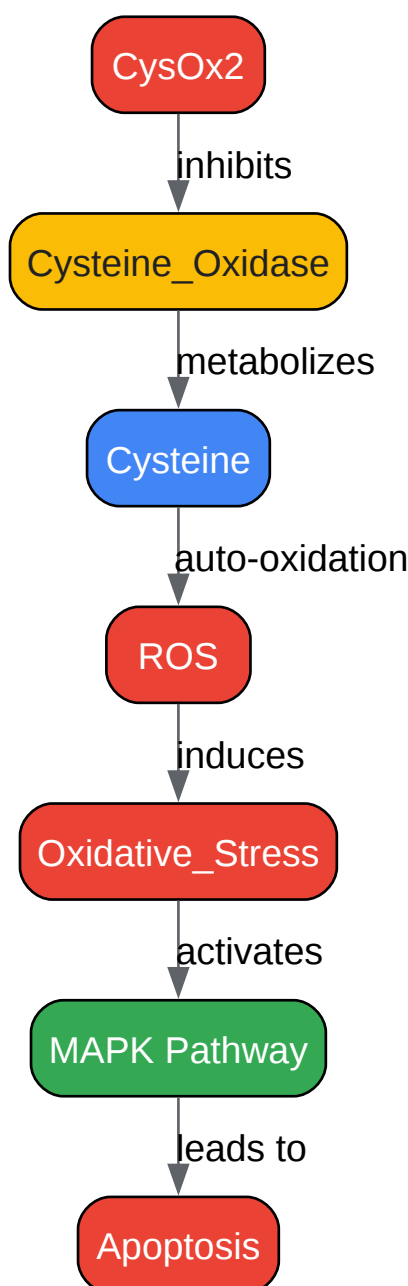 CysOx2
inhibits
Cysteine_Oxidase
metabolizes
Cysteine
auto-oxidation
ROS
induces
Oxidative_Stress
activates
MAPK Pathway
leads to
Apoptosis